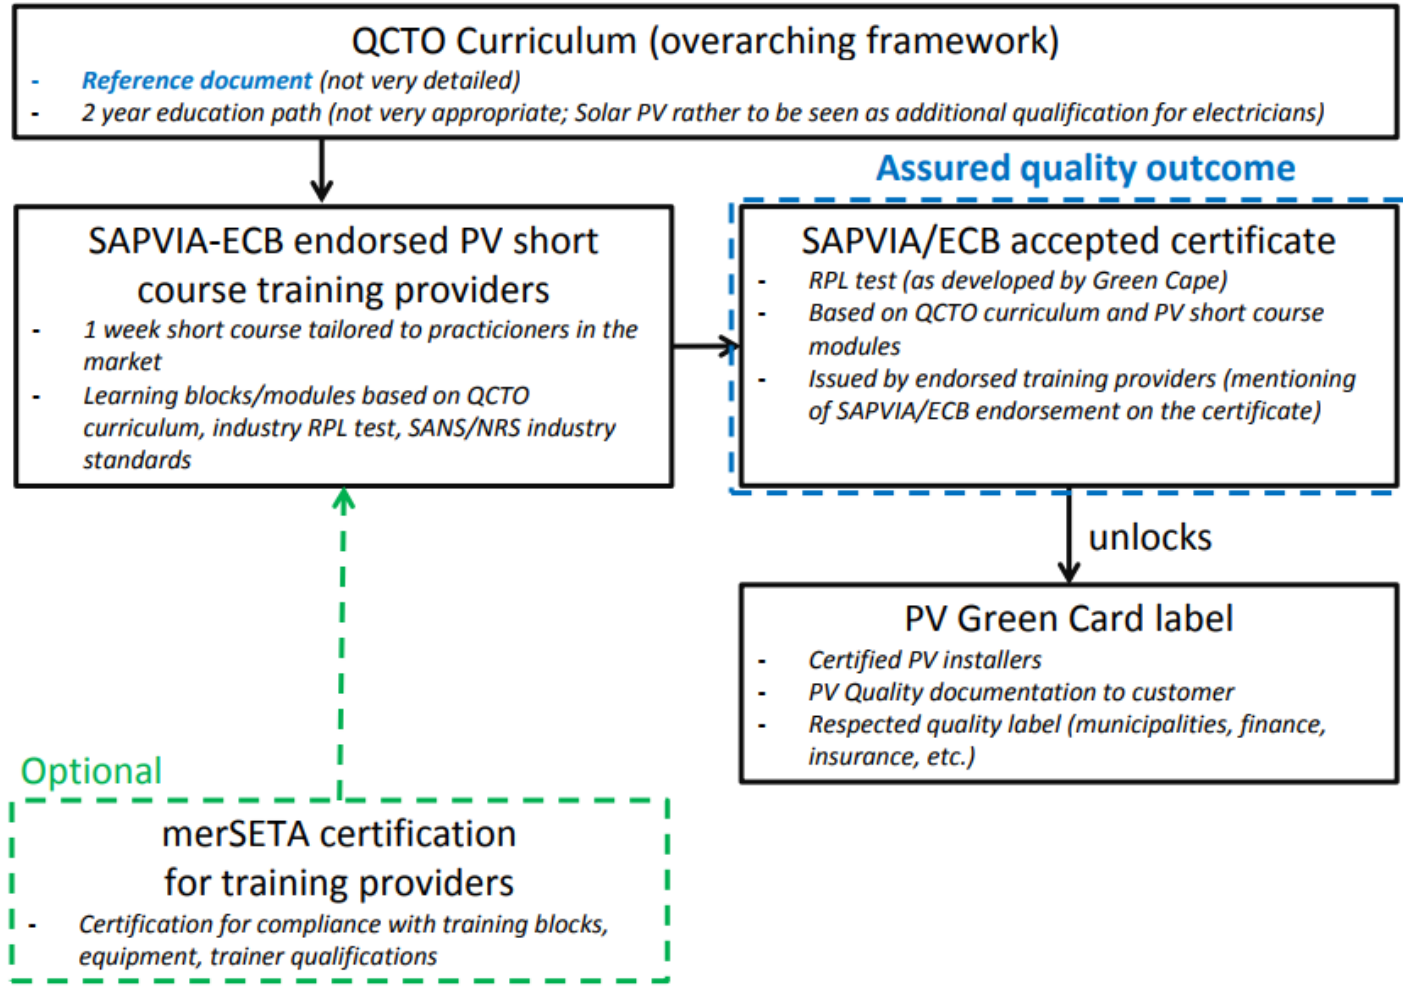 QCTO Curriculum (overarching framework)
- Reference document (not very detailed)
- 2 year education path (not very appropriate; Solar PV rather to be seen as additional qualification for electricians)
Assured quality outcome
SAPVIA-ECB endorsed PV short
course training providers
- 1 week short course tailored to practicioners in the
market
- Learning blocks/modules based on QCTO
curriculum, industry RPL test, SANS/NRS industry
standards
SAPVIA/ECB accepted certificate
- RPL test (as developed by Green Cape)
- Based on QCTO curriculum and PV short course
modules
- Issued by endorsed training providers (mentioning
of SAPVIA/ECB endorsement on the certificate)
unlocks
PV Green Card label
- Certified PV installers
- PV Quality documentation to customer
- Respected quality label (municipalities, finance,
insurance, etc.)
Optional
merSETA certification
for training providers
- Certification for compliance with training blocks,
equipment, trainer qualifications